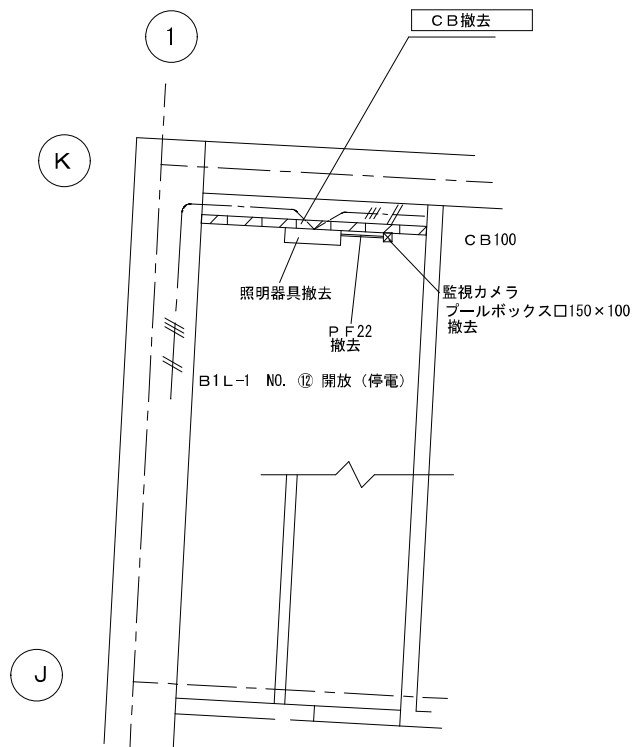 CB撤去
1
K
CB100
照明器具撤去
監視カメラ
プールボックス□150×100
撤去
PF22
撤去
B1L-1 NO. ⑫ 開放（停電）
J